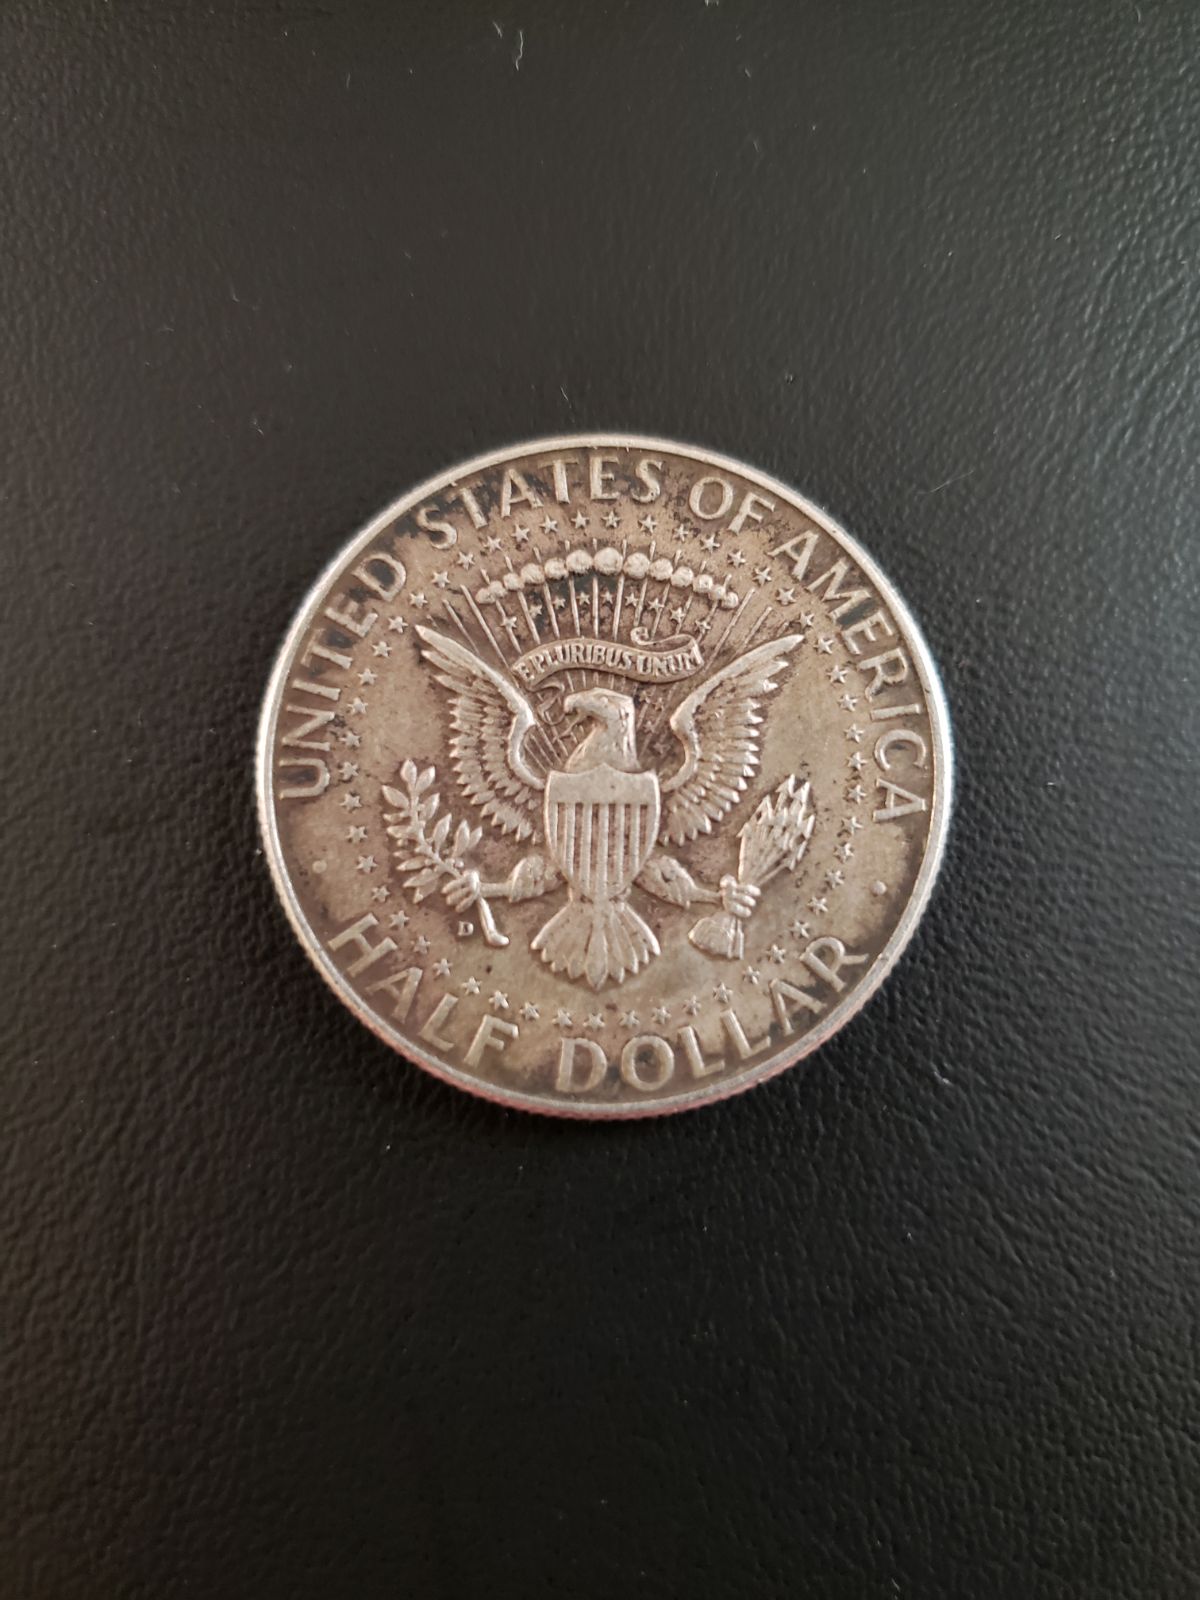 UNITED STATES OF AMERICA
E PLURIBUS UNUM
D
HALF DOLLAR